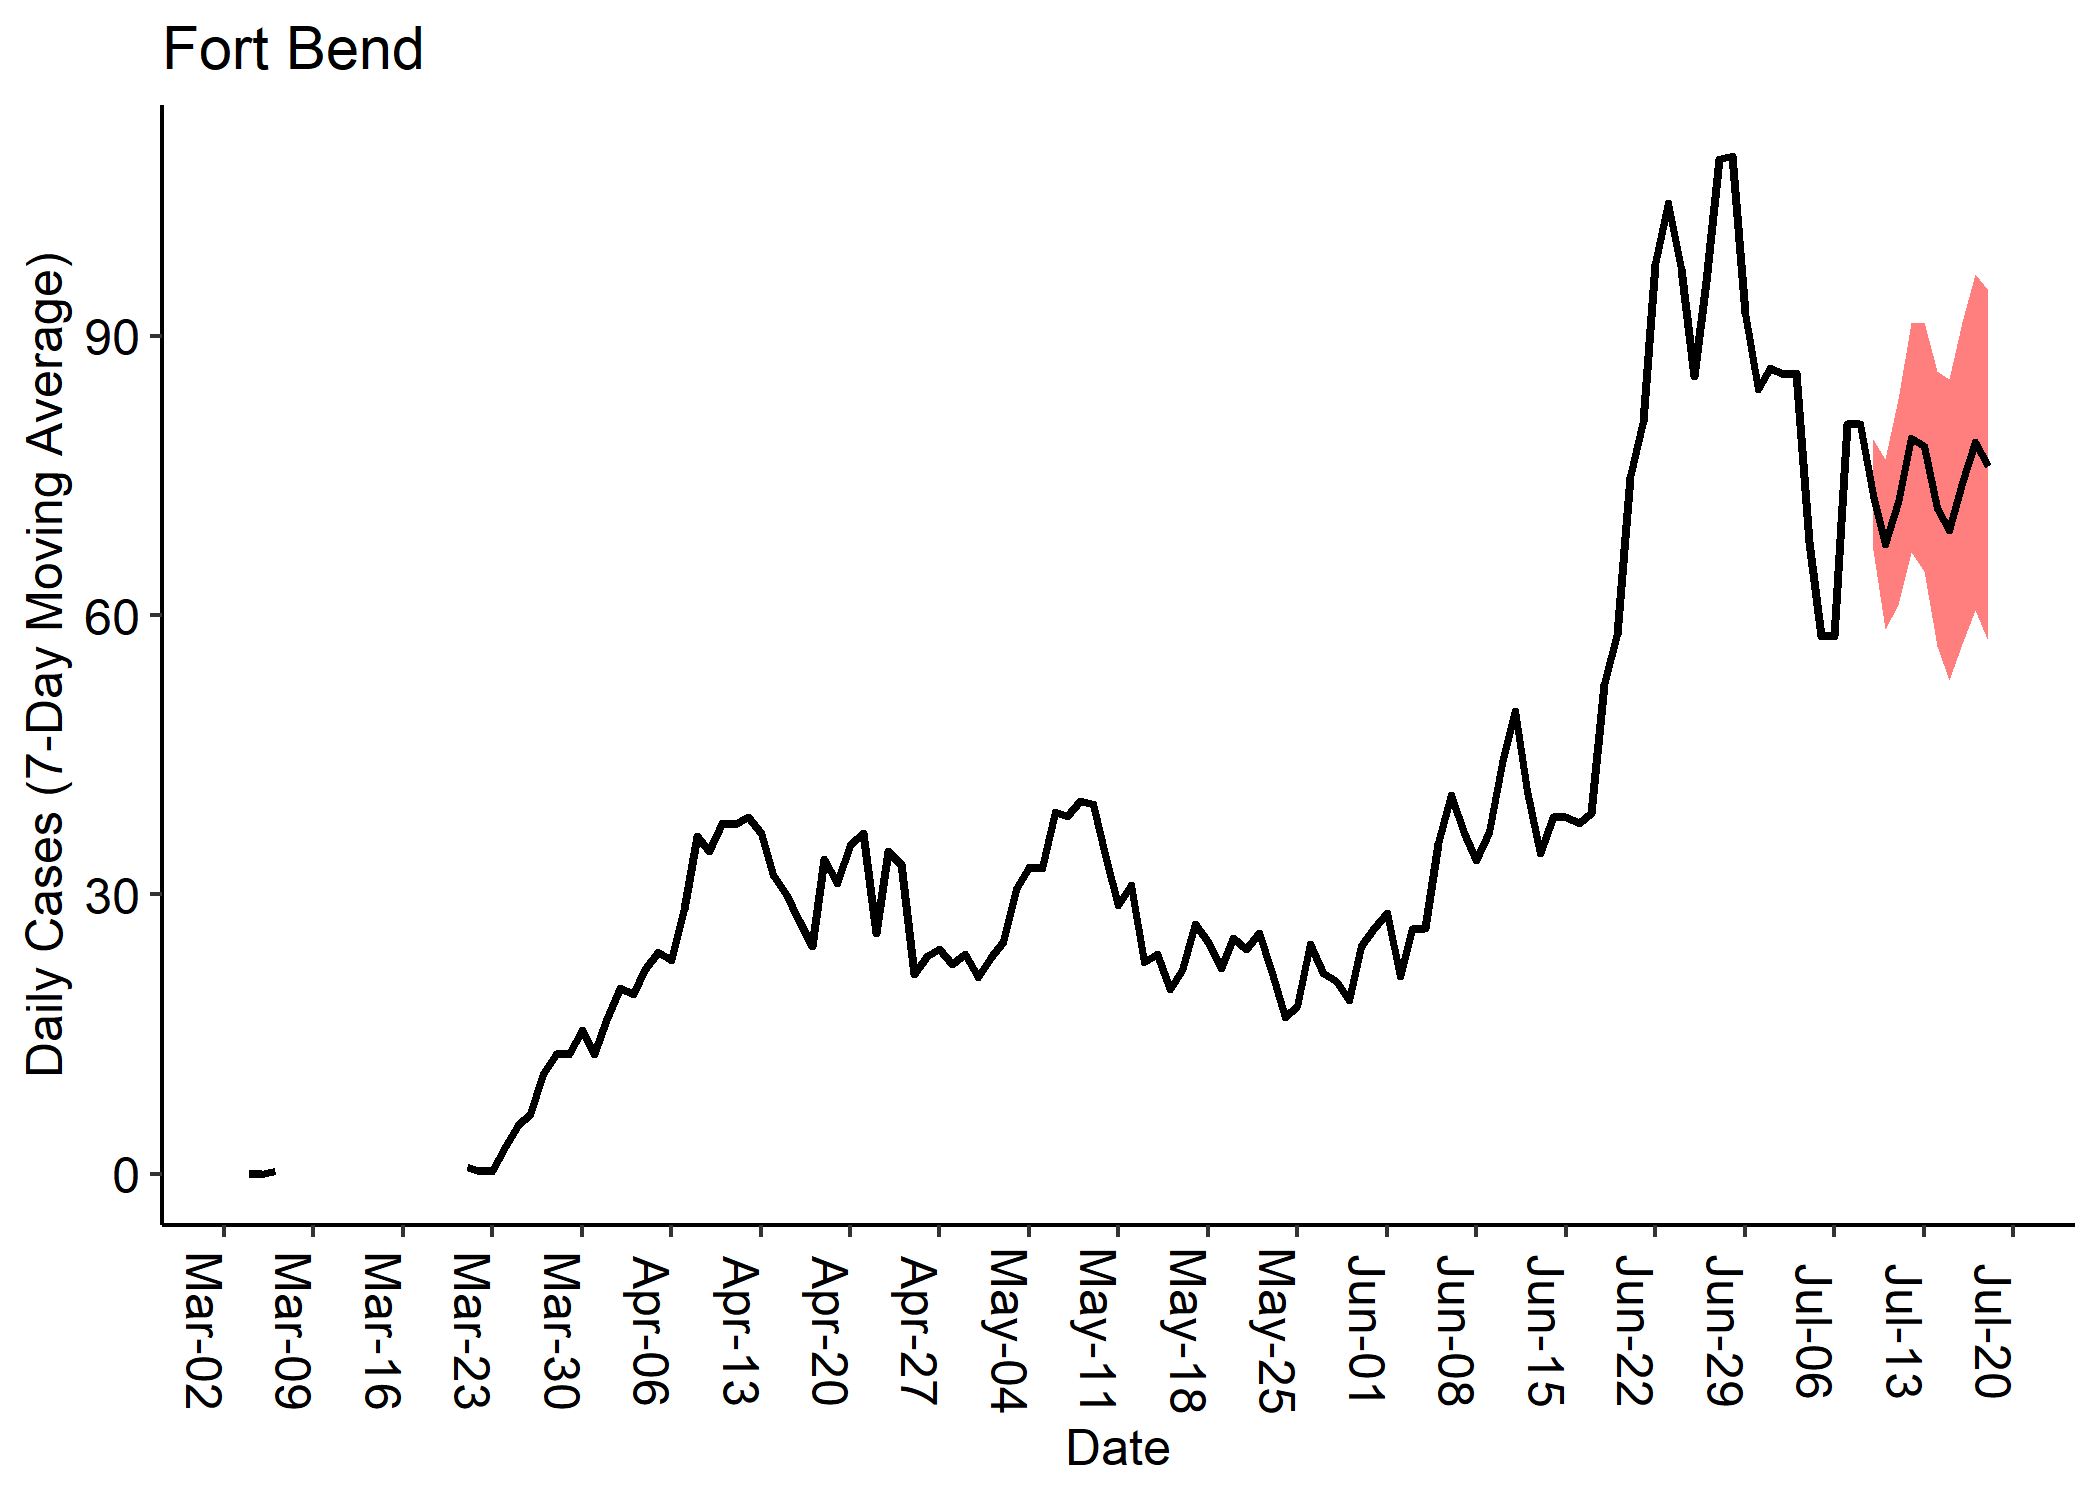 Fort Bend
Daily Cases (7-Day Moving Average)
90
60
30
0
Mar-02
Mar-09
Mar-16
Mar-23
Mar-30
Apr-06
Apr-13
Apr-20
Apr-27
May-04
May-11
May-18
May-25
Jun-01
Jun-08
Jun-15
Jun-22
Jun-29
Jul-06
Jul-13
Jul-20
Date